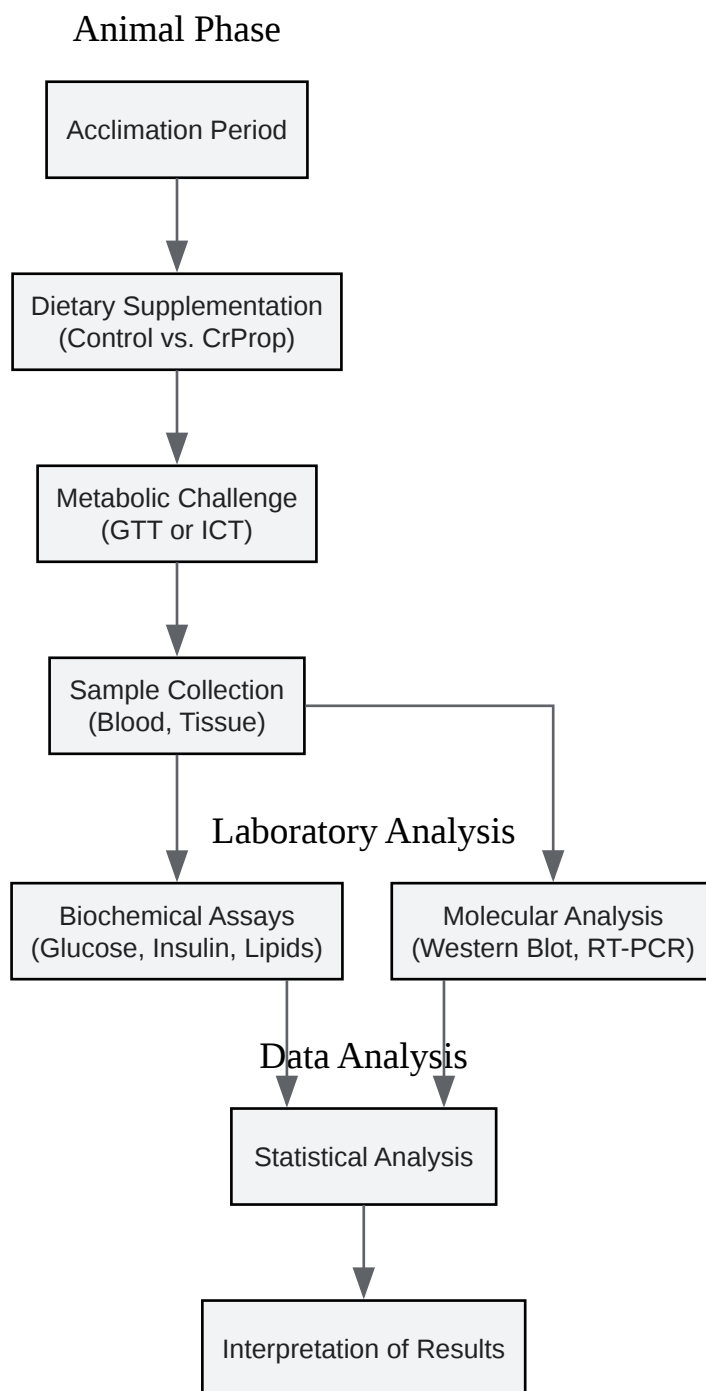 Animal Phase
Acclimation Period
Dietary Supplementation
(Control vs. CrProp)
Metabolic Challenge
(GTT or ICT)
Sample Collection
(Blood, Tissue)
Laboratory Analysis
Biochemical Assays
(Glucose, Insulin, Lipids)
Molecular Analysis
(Western Blot, RT-PCR)
Data Analysis
Statistical Analysis
Interpretation of Results